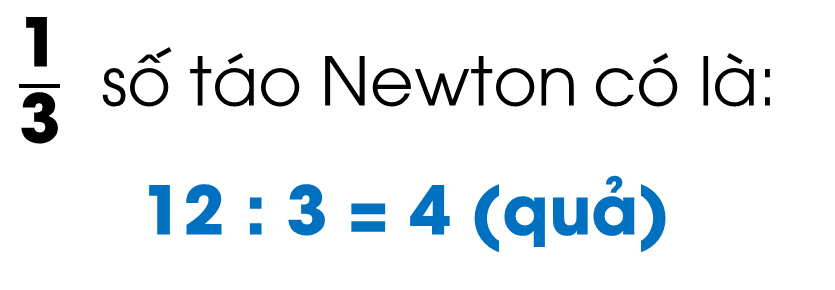 1/3 số táo Newton có là:
12 : 3 = 4 (quả)